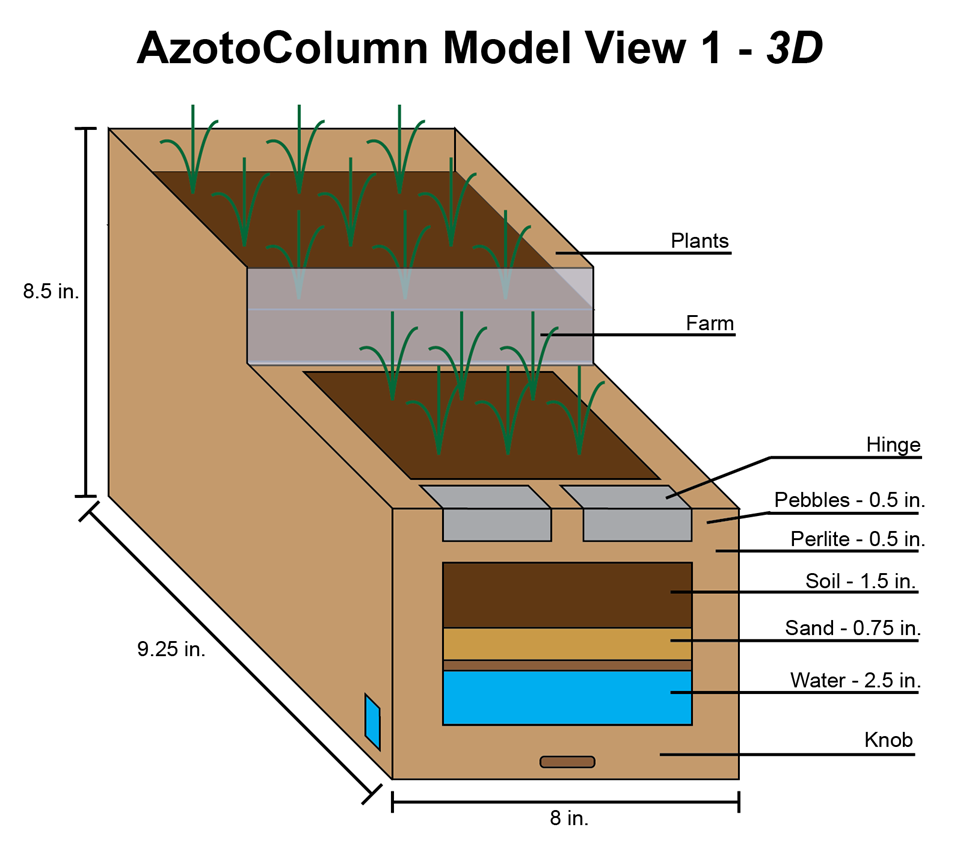 AzotoColumn Model View 1 - 3D
Plants
8.5 in.
Farm
Hinge
Pebbles - 0.5 in.
Perlite - 0.5 in.
Soil - 1.5 in.
Sand - 0.75 in.
9.25 in.
Water - 2.5 in.
Knob
8 in.